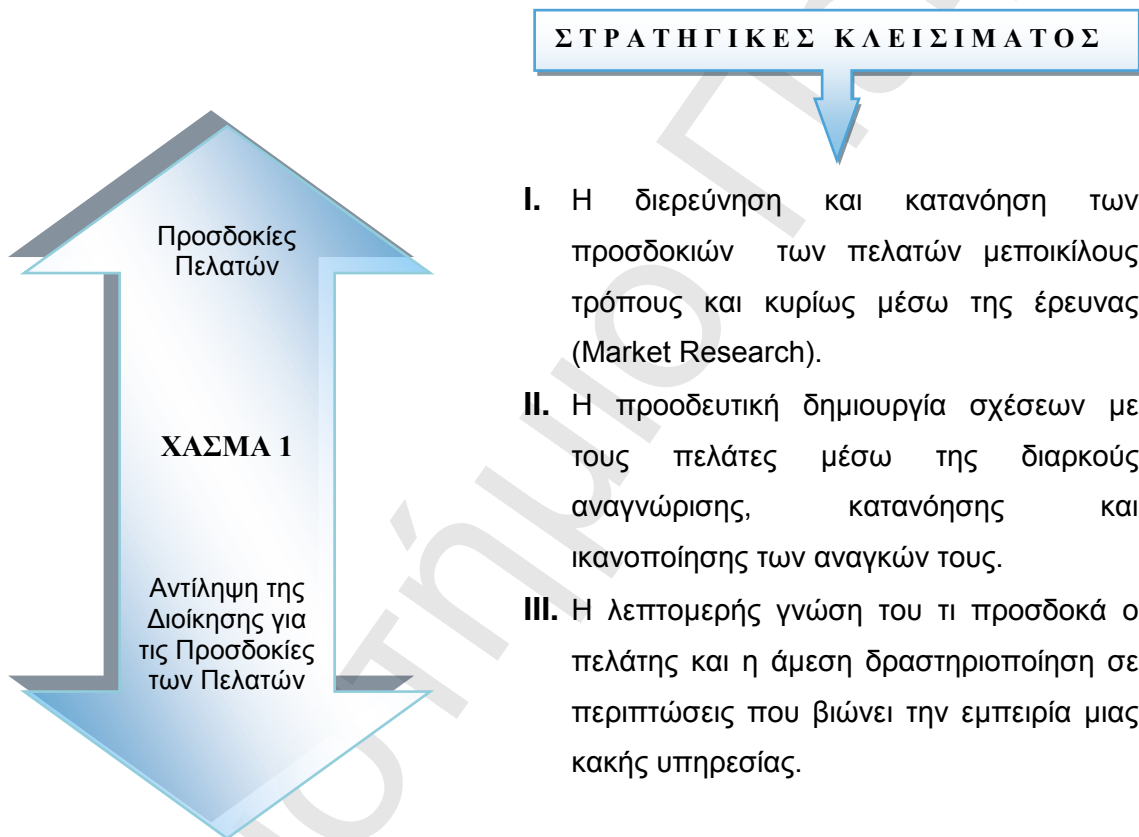 Σ Τ Ρ Α Τ Η Γ Ι Κ Ε Σ Κ Λ Ε Ι Σ Ι Μ Α Τ Ο Σ
Προσδοκίες
Πελατών
ΧΑΣΜΑ 1
Αντίληψη της
Διοίκησης για
τις Προσδοκίες
των Πελατών
I. Η διερεύνηση και κατανόηση των
προσδοκιών των πελατών μεποικίλους
τρόπους και κυρίως μέσω της έρευνας
(Market Research).
II. Η προοδευτική δημιουργία σχέσεων με
τους πελάτες μέσω της διαρκούς
αναγνώρισης, κατανόησης και
ικανοποίησης των αναγκών τους.
III. Η λεπτομερής γνώση του τι προσδοκά ο
πελάτης και η άμεση δραστηριοποίηση σε
περιπτώσεις που βιώνει την εμπειρία μιας
κακής υπηρεσίας.